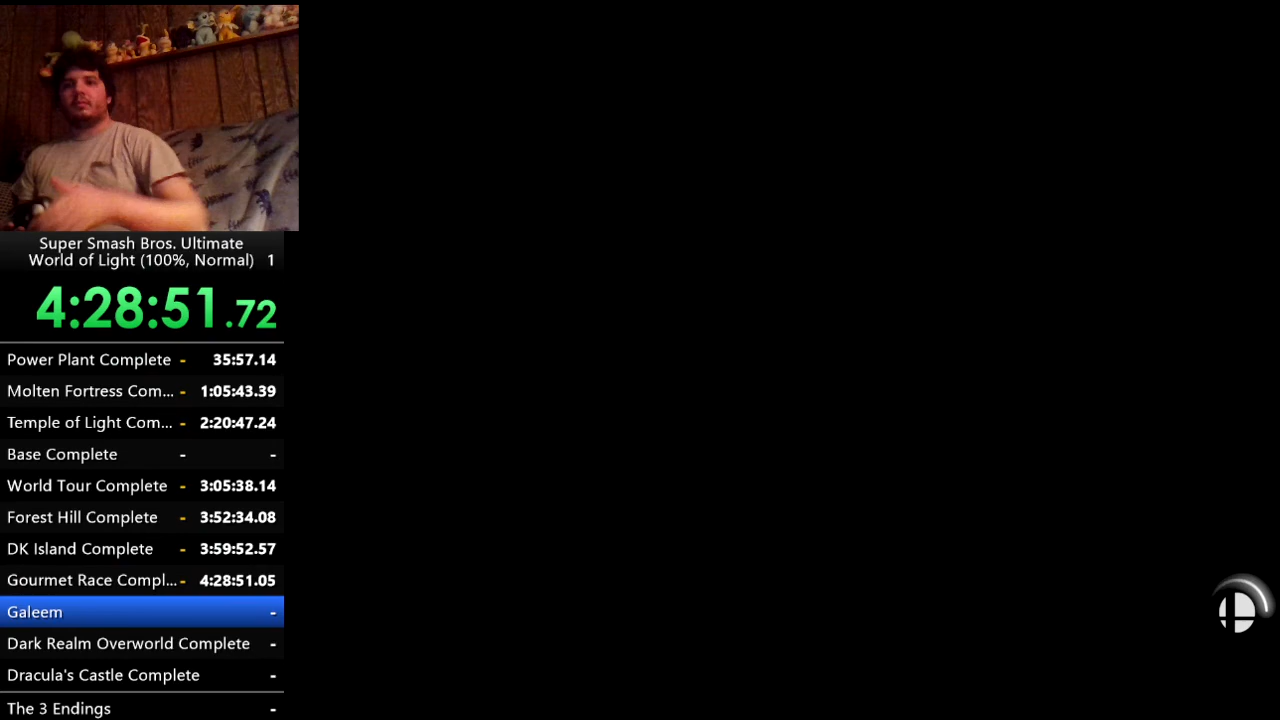 Super Smash Bros. Ultimate
World of Light (100%, Normal) 1
4:28:51.72
Power Plant Complete - 35:57.14
Molten Fortress Com... - 1:05:43.39
Temple of Light Com... - 2:20:47.24
Base Complete - -
World Tour Complete - 3:05:38.14
Forest Hill Complete - 3:52:34.08
DK Island Complete - 3:59:52.57
Gourmet Race Compl... - 4:28:51.05
Galeem -
Dark Realm Overworld Complete -
Dracula's Castle Complete -
The 3 Endings -